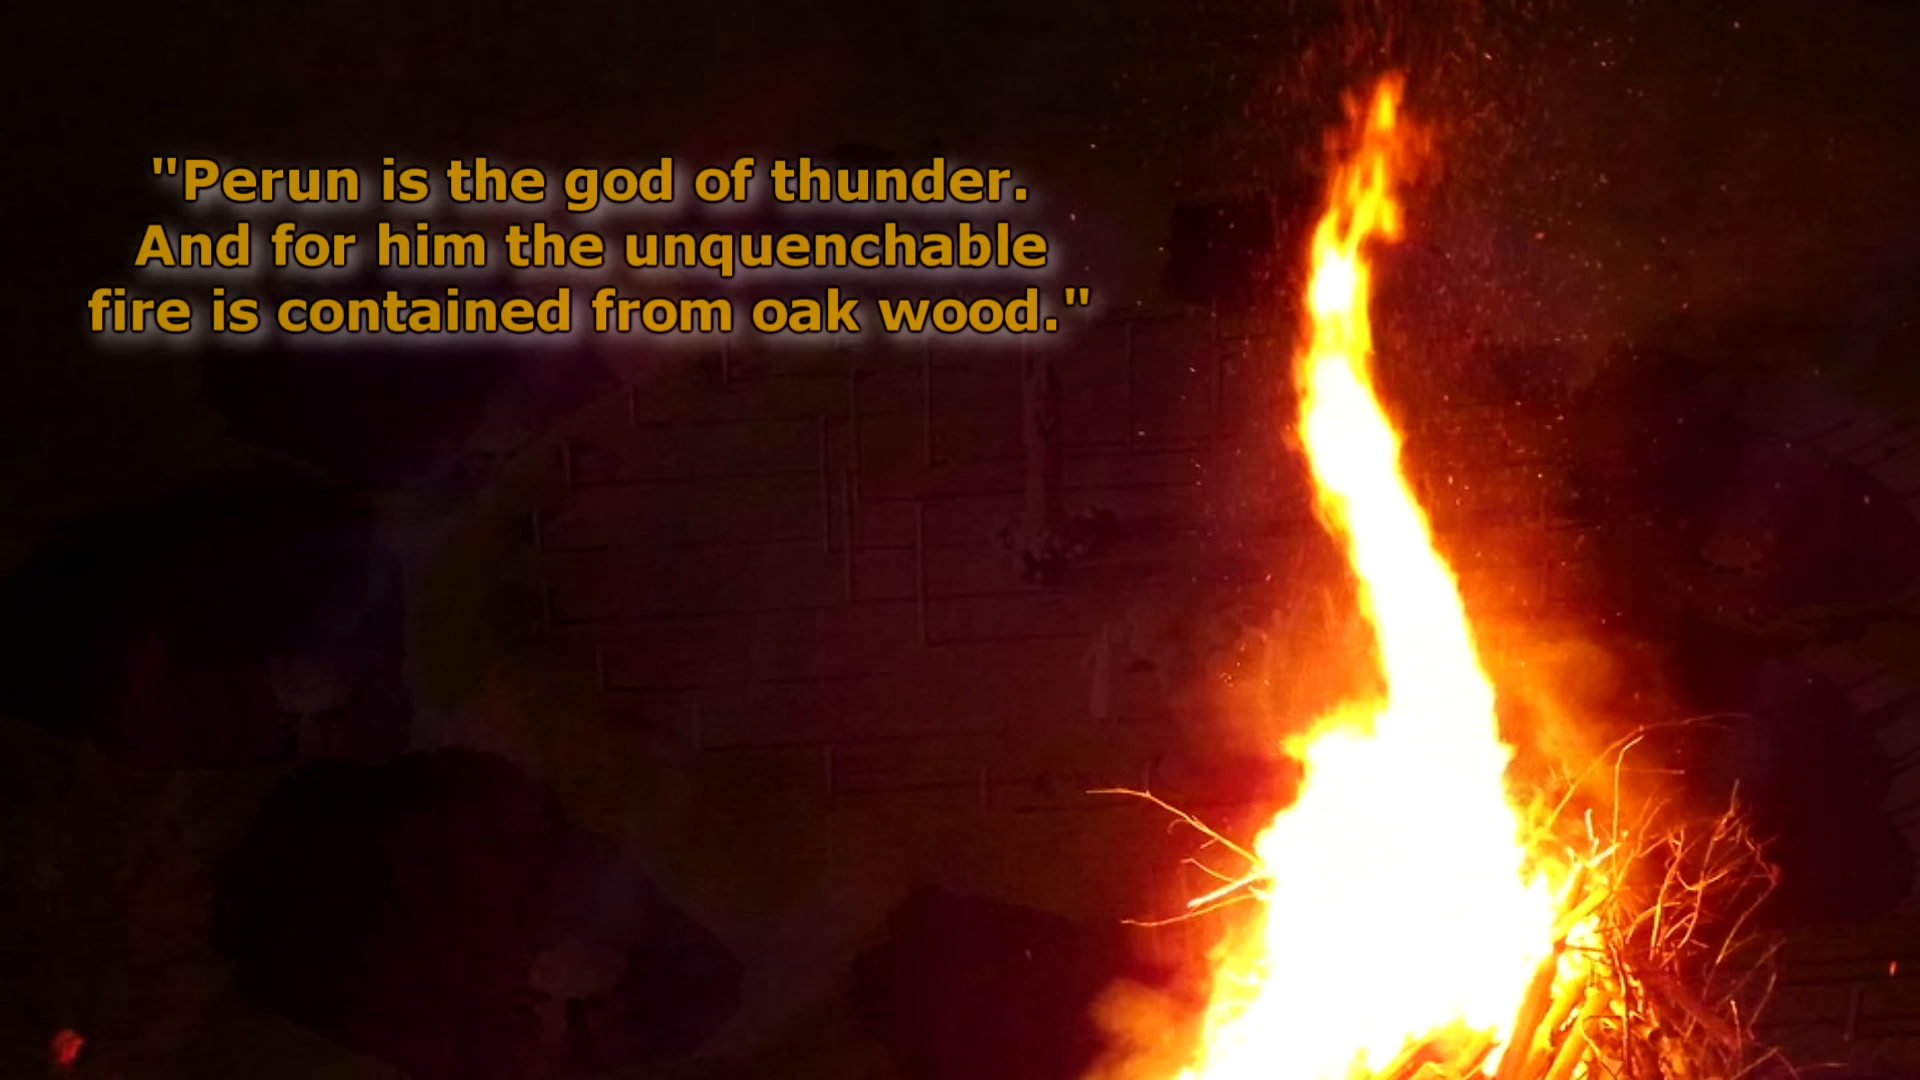 "Perun is the god of thunder.
And for him the unquenchable
fire is contained from oak wood."